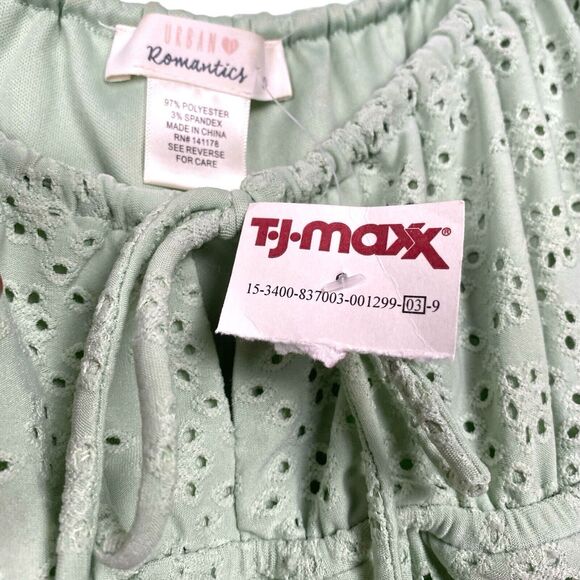 URBAN
Romantics
S
97% POLYESTER
3% SPANDEX
MADE IN CHINA
RN# 141178
SEE REVERSE
FOR CARE
T·J·maxx®
15-3400-837003-001299-03-9